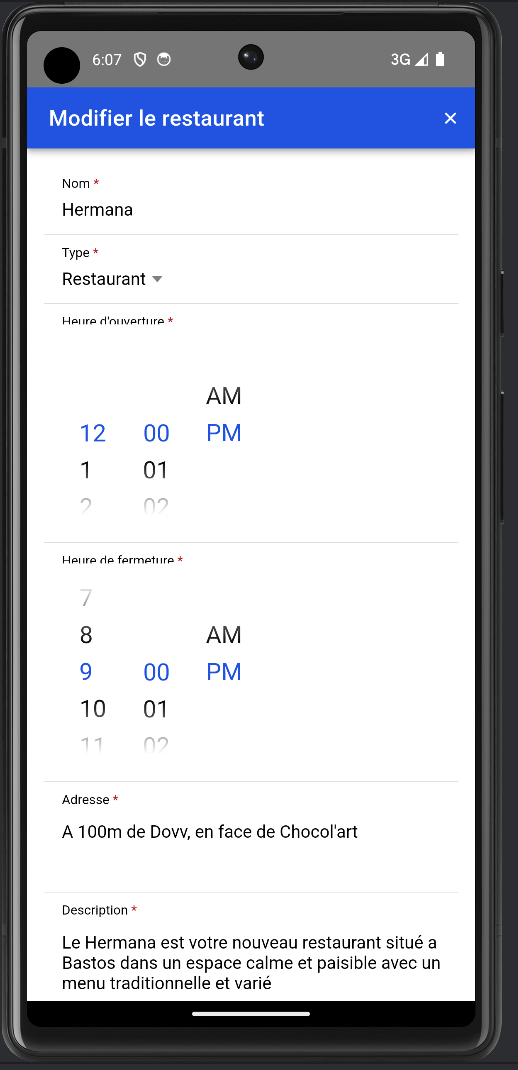 6:07
3G
Modifier le restaurant ×
Nom *
Hermana
Type *
Restaurant
Heure d'ouverture *
AM
12 00 PM
1 01
2 02
Heure de fermeture *
7
8 AM
9 00 PM
10 01
11 02
Adresse *
A 100m de Dovv, en face de Chocol'art
Description *
Le Hermana est votre nouveau restaurant situé a
Bastos dans un espace calme et paisible avec un
menu traditionnelle et varié